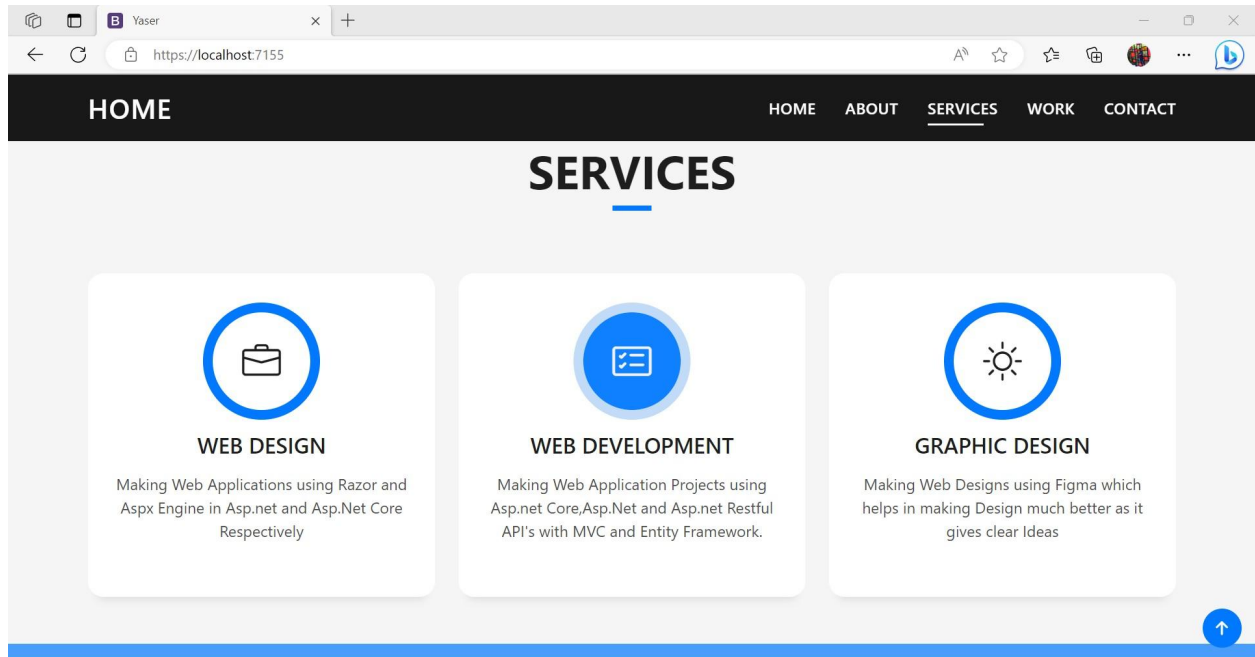 Yaser
https://localhost:7155
HOME
HOME ABOUT SERVICES WORK CONTACT
SERVICES
WEB DESIGN
Making Web Applications using Razor and
Aspx Engine in Asp.net and Asp.Net Core
Respectively
WEB DEVELOPMENT
Making Web Application Projects using
Asp.net Core,Asp.Net and Asp.net Restful
API's with MVC and Entity Framework.
GRAPHIC DESIGN
Making Web Designs using Figma which
helps in making Design much better as it
gives clear Ideas